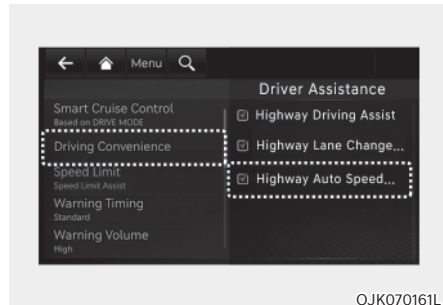 Menu
Driver Assistance
Smart Cruise Control
Based on DRIVE MODE
Driving Convenience
Speed Limit
Speed Limit Assist
Warning Timing
Standard
Warning Volume
High
Highway Driving Assist
Highway Lane Change...
Highway Auto Speed...
OJK070161L